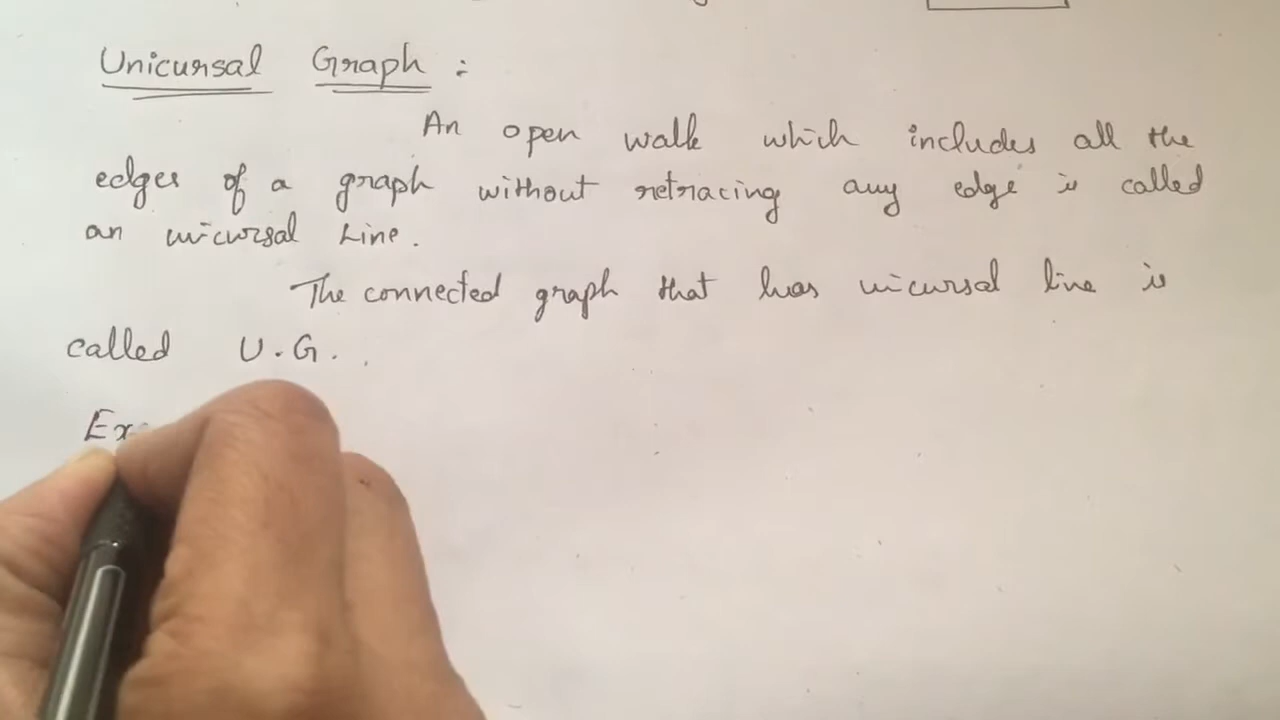 Unicursal Graph :
An open walk which includes all the
edges of a graph without retracing any edge is called
an unicursal Line.
The connected graph that has unicursal line is
called U.G.
Ex